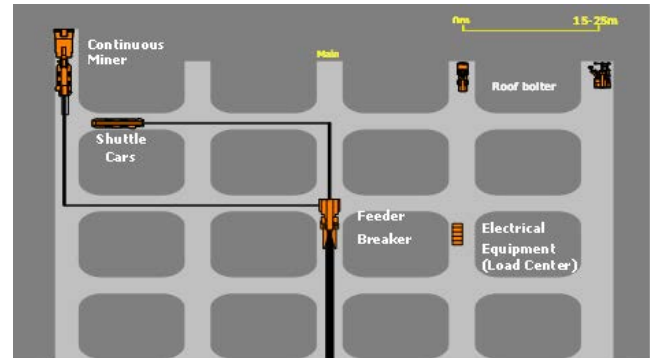 0m
15-25m
Continuous
Miner
Main
Roof bolter
Shuttle
Cars
Feeder
Breaker
Electrical
Equipment
(Load Center)